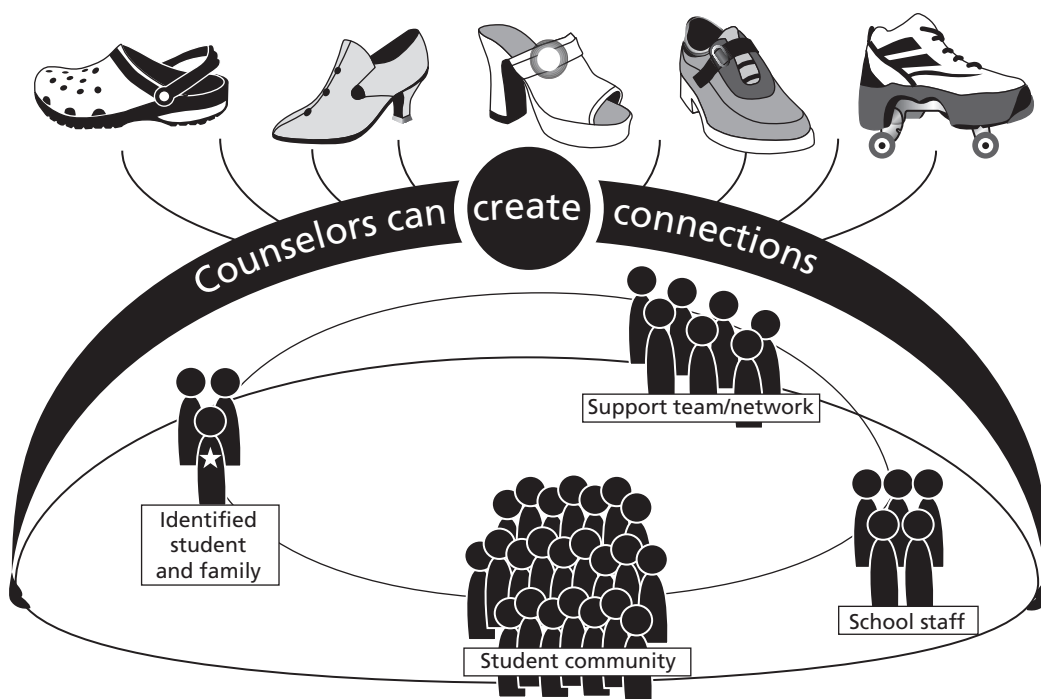 Counselors can create connections
Support team/network
Identified
student
and family
School staff
Student community